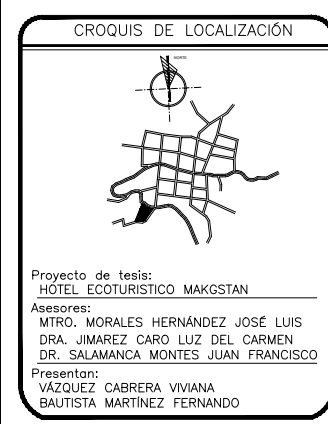 CROQUIS DE LOCALIZACIÓN
NORTE
Proyecto de tesis:
HOTEL ECOTURISTICO MAKGSTAN
Asesores:
MTRO. MORALES HERNÁNDEZ JOSÉ LUIS
DRA. JIMAREZ CARO LUZ DEL CARMEN
DR. SALAMANCA MONTES JUAN FRANCISCO
Presentan:
VÁZQUEZ CABRERA VIVIANA
BAUTISTA MARTÍNEZ FERNANDO